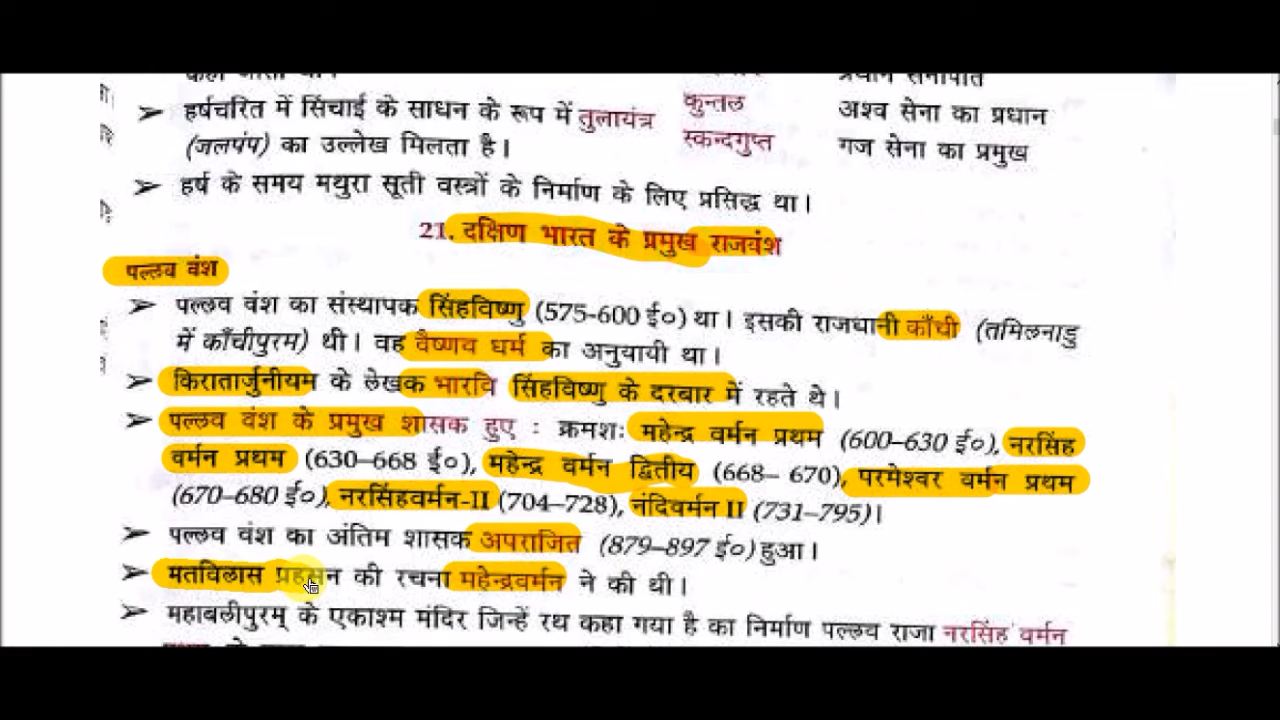 हर्षचरित में सिंचाई के साधन के रूप में तुलायंत्र
(जलपंप) का उल्लेख मिलता है।
हर्ष के समय मथुरा सूती वस्त्रों के निर्माण के लिए प्रसिद्ध था।
प्रधान सेनापति
कुन्तल अश्व सेना का प्रधान
स्कन्दगुप्त गज सेना का प्रमुख
21. दक्षिण भारत के प्रमुख राजवंश
पल्लव वंश
➢ पल्लव वंश का संस्थापक सिंहविष्णु (575-600 ई०) था। इसकी राजधानी काँची (तमिलनाडु
में काँचीपुरम) थी। वह वैष्णव धर्म का अनुयायी था।
➢ किरातार्जुनीयम के लेखक भारवि सिंहविष्णु के दरबार में रहते थे।
➢ पल्लव वंश के प्रमुख शासक हुए : क्रमशः महेन्द्र वर्मन प्रथम (600–630 ई०), नरसिंह
वर्मन प्रथम (630–668 ई०), महेन्द्र वर्मन द्वितीय (668– 670), परमेश्वर वर्मन प्रथम
(670–680 ई०), नरसिंहवर्मन-II (704–728), नंदिवर्मन II (731–795)।
➢ पल्लव वंश का अंतिम शासक अपराजित (879–897 ई०) हुआ।
➢ मतविलास प्रहसन की रचना महेन्द्रवर्मन ने की थी।
➢ महाबलीपुरम् के एकाश्म मंदिर जिन्हें रथ कहा गया है का निर्माण पल्लव राजा नरसिंह वर्मन